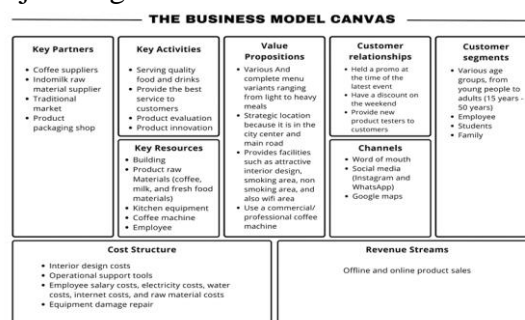 THE BUSINESS MODEL CANVAS
Key Partners
• Coffee suppliers
• Indomilk raw
material supplier
• Traditional
market
• Product
packaging shop
Key Activities
• Serving quality
food and drinks
• Provide the best
service to
customers
• Product evaluation
• Product innovation
Key Resources
• Building
• Product raw
Materials (coffee,
milk, and fresh food
materials)
• Kitchen equipment
• Coffee machine
• Employee
Value
Propositions
• Various And
complete menu
variants ranging
from light to heavy
meals
• Strategic location
because it is in the
city center and
main road
• Provides facilities
such as attractive
interior design,
smoking area, non
smoking area, and
also wifi area
• Use a commercial/
professional coffee
machine
Customer
relationships
• Held a promo at
the time of the
latest event
• Have a discount on
the weekend
• Provide new
product testers to
customers
Channels
• Word of mouth
• Social media
(Instagram and
WhatsApp)
• Google maps
Customer
segments
• Various age
groups, from
young people to
adults (15 years -
50 years)
• Employee
• Students
• Family
Cost Structure
• Interior design costs
• Operational support tools
• Employee salary costs, electricity costs, water
costs, internet costs, and raw material costs
• Equipment damage repair
Revenue Streams
Offline and online product sales